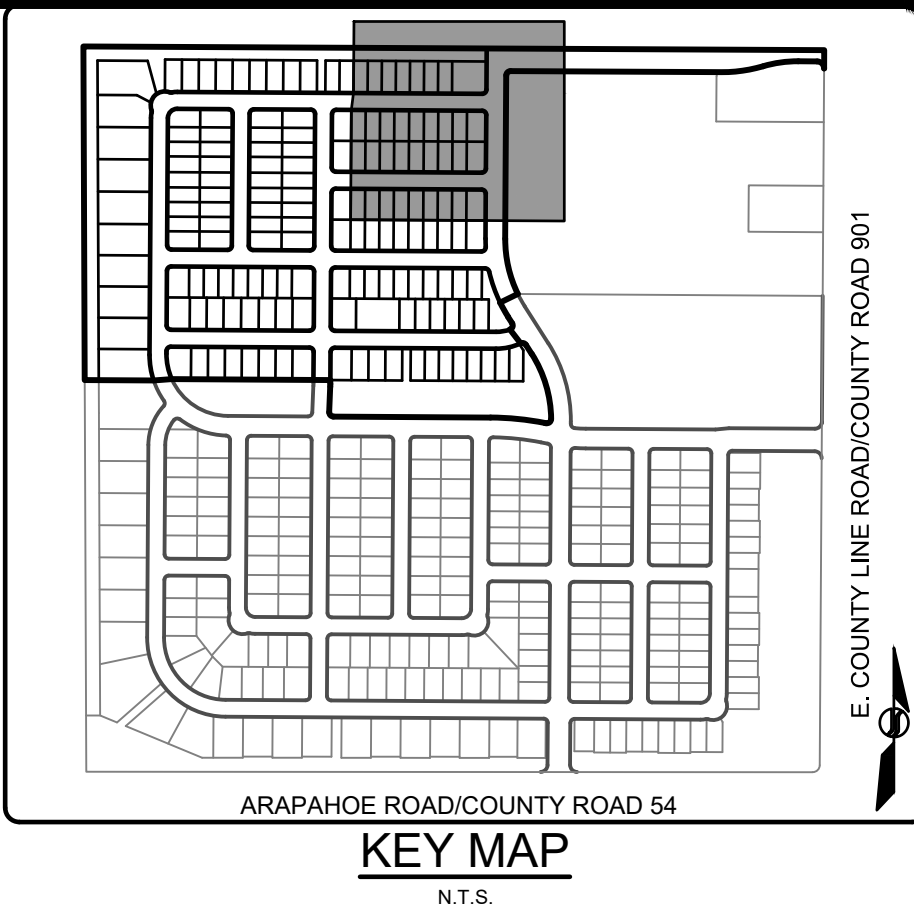 E. COUNTY LINE ROAD/COUNTY ROAD 901
ARAPAHOE ROAD/COUNTY ROAD 54
KEY MAP
N.T.S.